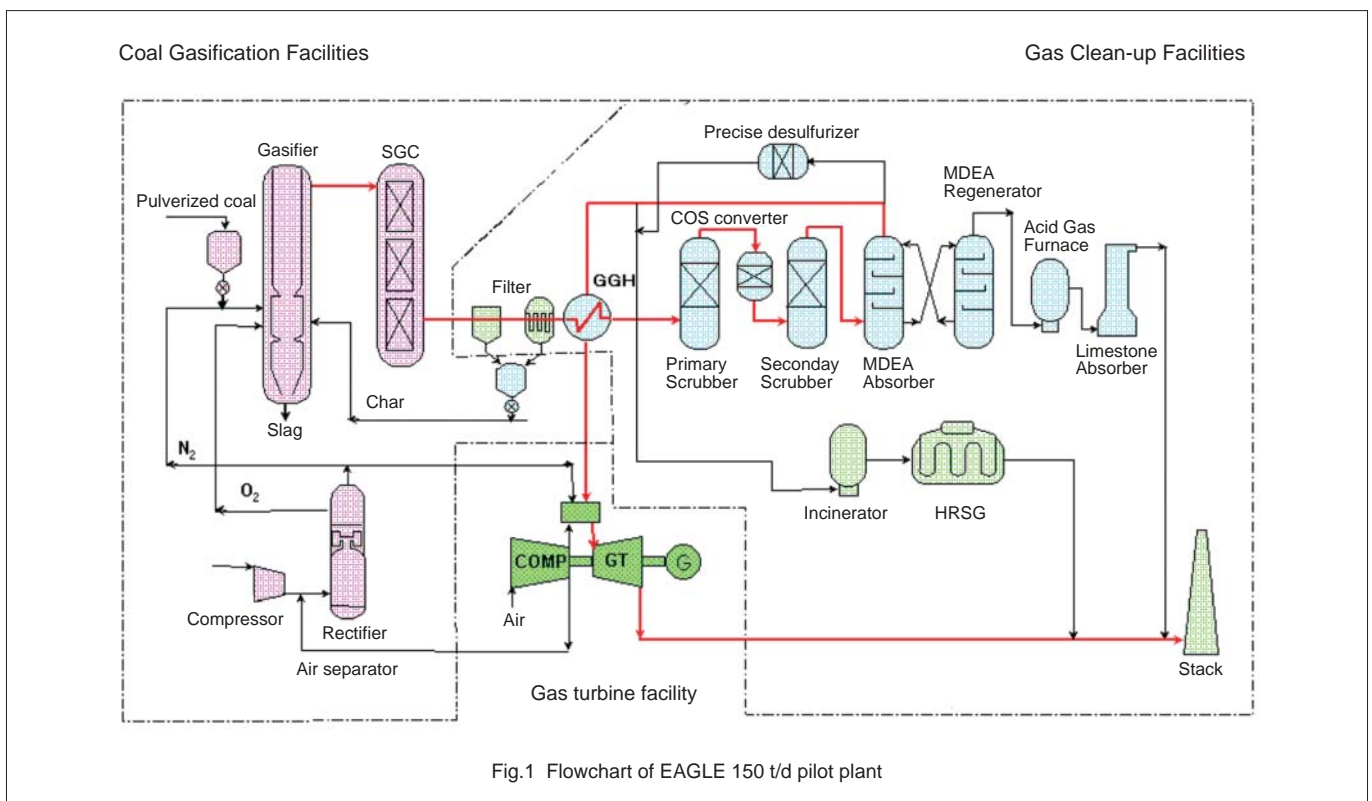 Coal Gasification Facilities
Gas Clean-up Facilities
Precise desulfurizer
Gasifier
SGC
MDEA
Regenerator
Pulverized coal
COS converter
Acid Gas
Furnace
Filter
GGH
Primary
Scrubber
Seconday
Scrubber
MDEA
Absorber
Limestone
Absorber
Char
Slag
N2
O2
Incinerator
HRSG
COMP
GT
G
Compressor
Rectifier
Air
Air separator
Stack
Gas turbine facility
Fig.1 Flowchart of EAGLE 150 t/d pilot plant